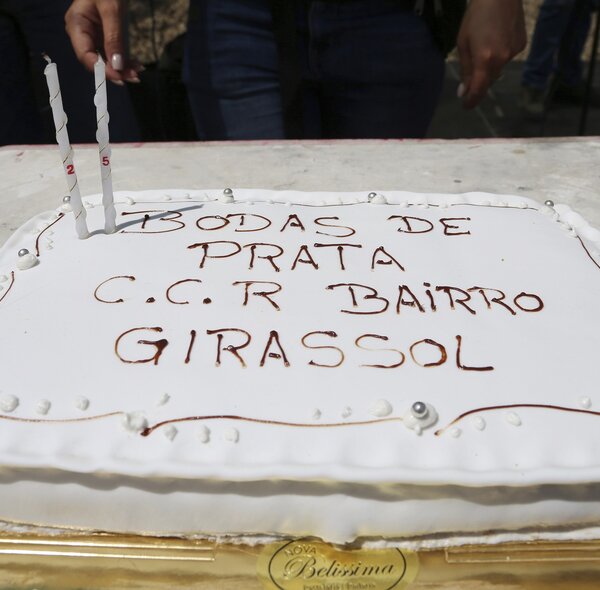 2 5
BODAS DE
PRATA
C.C.R BAIRRO
GIRASSOL
NOVA
Belissima